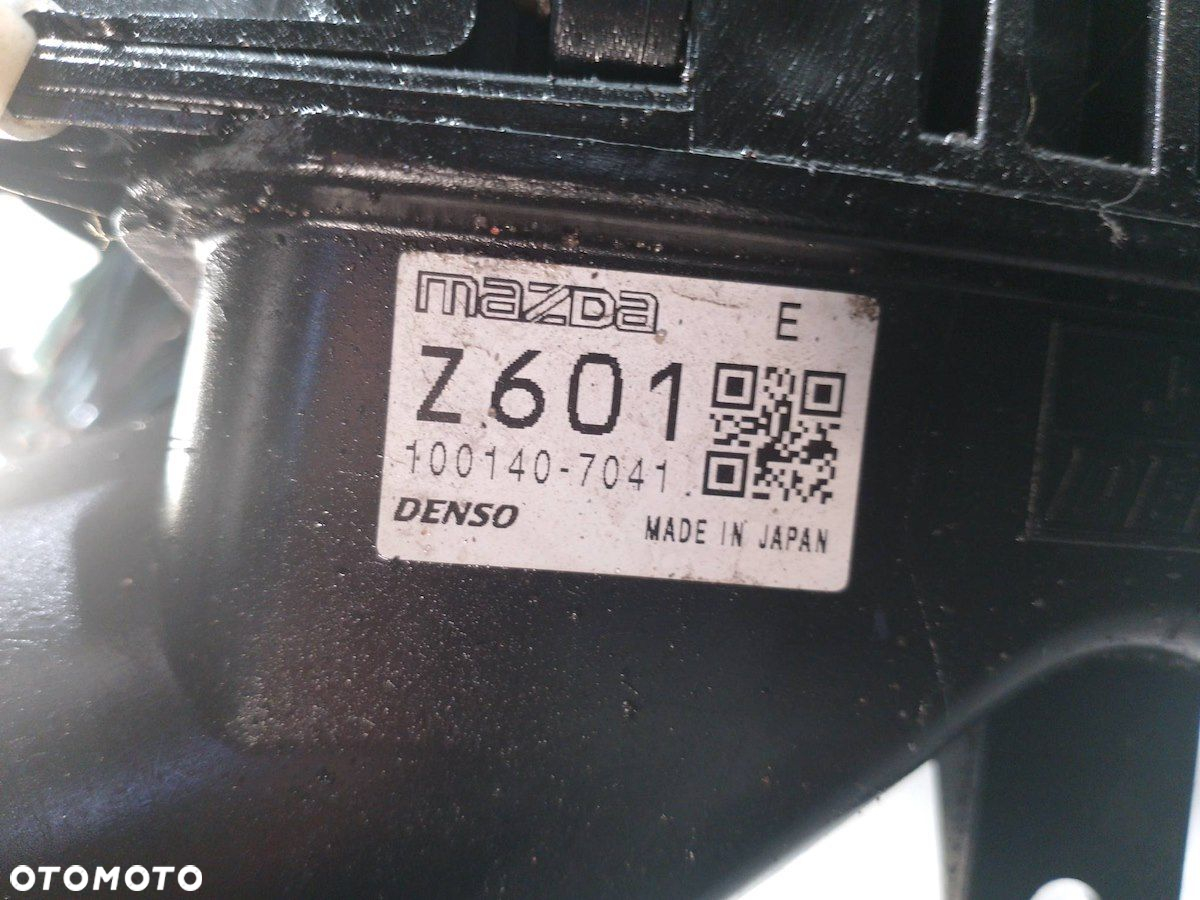 mazda E
Z601
100140-7041
DENSO MADE IN JAPAN
OTOMOTO